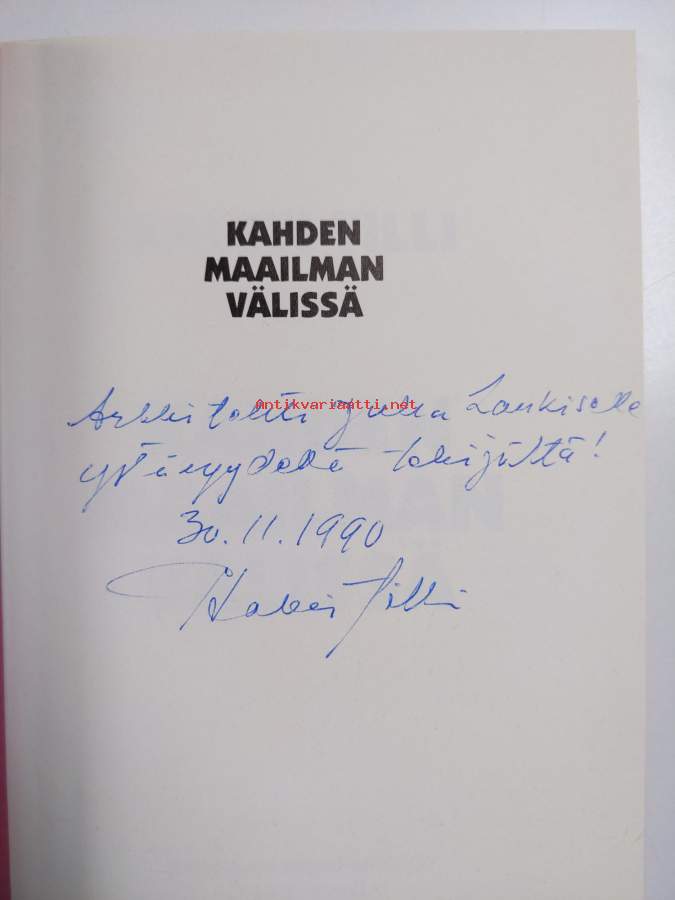 KAHDEN
MAAILMAN
VÄLISSÄ
Antikvariaatti.net
Arkkitehti Juha Lankiselle
ystävyydellä tekijältä!
30.11.1990